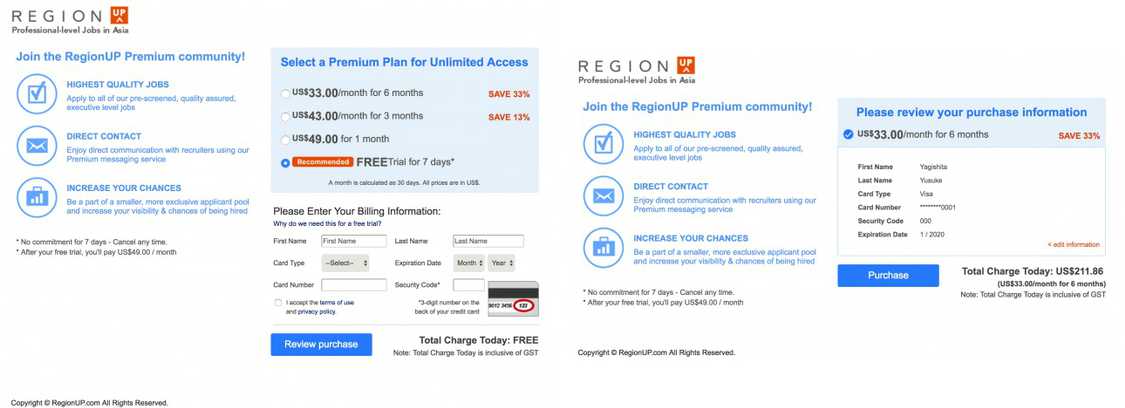 REGION UP
Professional-level Jobs in Asia
Join the RegionUP Premium community!
HIGHEST QUALITY JOBS
Apply to all of our pre-screened, quality assured,
executive level jobs
DIRECT CONTACT
Enjoy direct communication with recruiters using our
Premium messaging service
INCREASE YOUR CHANCES
Be a part of a smaller, more exclusive applicant pool
and increase your visibility & chances of being hired
* No commitment for 7 days - Cancel any time.
* After your free trial, you'll pay US$49.00 / month
Select a Premium Plan for Unlimited Access
US$33.00/month for 6 months SAVE 33%
US$43.00/month for 3 months SAVE 13%
US$49.00 for 1 month
Recommended FREE Trial for 7 days*
A month is calculated as 30 days. All prices are in US$.
Please Enter Your Billing Information:
Why do we need this for a free trial?
First Name First Name Last Name Last Name
Card Type --Select-- Expiration Date Month Year
Card Number Security Code*
I accept the terms of use
and privacy policy.
*3-digit number on the
back of your credit card
9012 3456 123
Review purchase
Total Charge Today: FREE
Note: Total Charge Today is inclusive of GST
Copyright © RegionUP.com All Rights Reserved.
REGION UP
Professional-level Jobs in Asia
Join the RegionUP Premium community!
HIGHEST QUALITY JOBS
Apply to all of our pre-screened, quality assured,
executive level jobs
DIRECT CONTACT
Enjoy direct communication with recruiters using our
Premium messaging service
INCREASE YOUR CHANCES
Be a part of a smaller, more exclusive applicant pool
and increase your visibility & chances of being hired
* No commitment for 7 days - Cancel any time.
* After your free trial, you'll pay US$49.00 / month
Please review your purchase information
US$33.00/month for 6 months SAVE 33%
First Name Yagishita
Last Name Yusuke
Card Type Visa
Card Number ********0001
Security Code 000
Expiration Date 1 / 2020
< edit information
Purchase
Total Charge Today: US$211.86
(US$33.00/month for 6 months)
Note: Total Charge Today is inclusive of GST
Copyright © RegionUP.com All Rights Reserved.